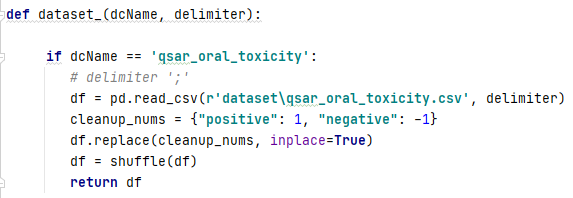 def dataset_(dcName, delimiter):
if dcName == 'qsar_oral_toxicity':
# delimiter ';'
df = pd.read_csv(r'dataset\qsar_oral_toxicity.csv', delimiter)
cleanup_nums = {"positive": 1, "negative": -1}
df.replace(cleanup_nums, inplace=True)
df = shuffle(df)
return df